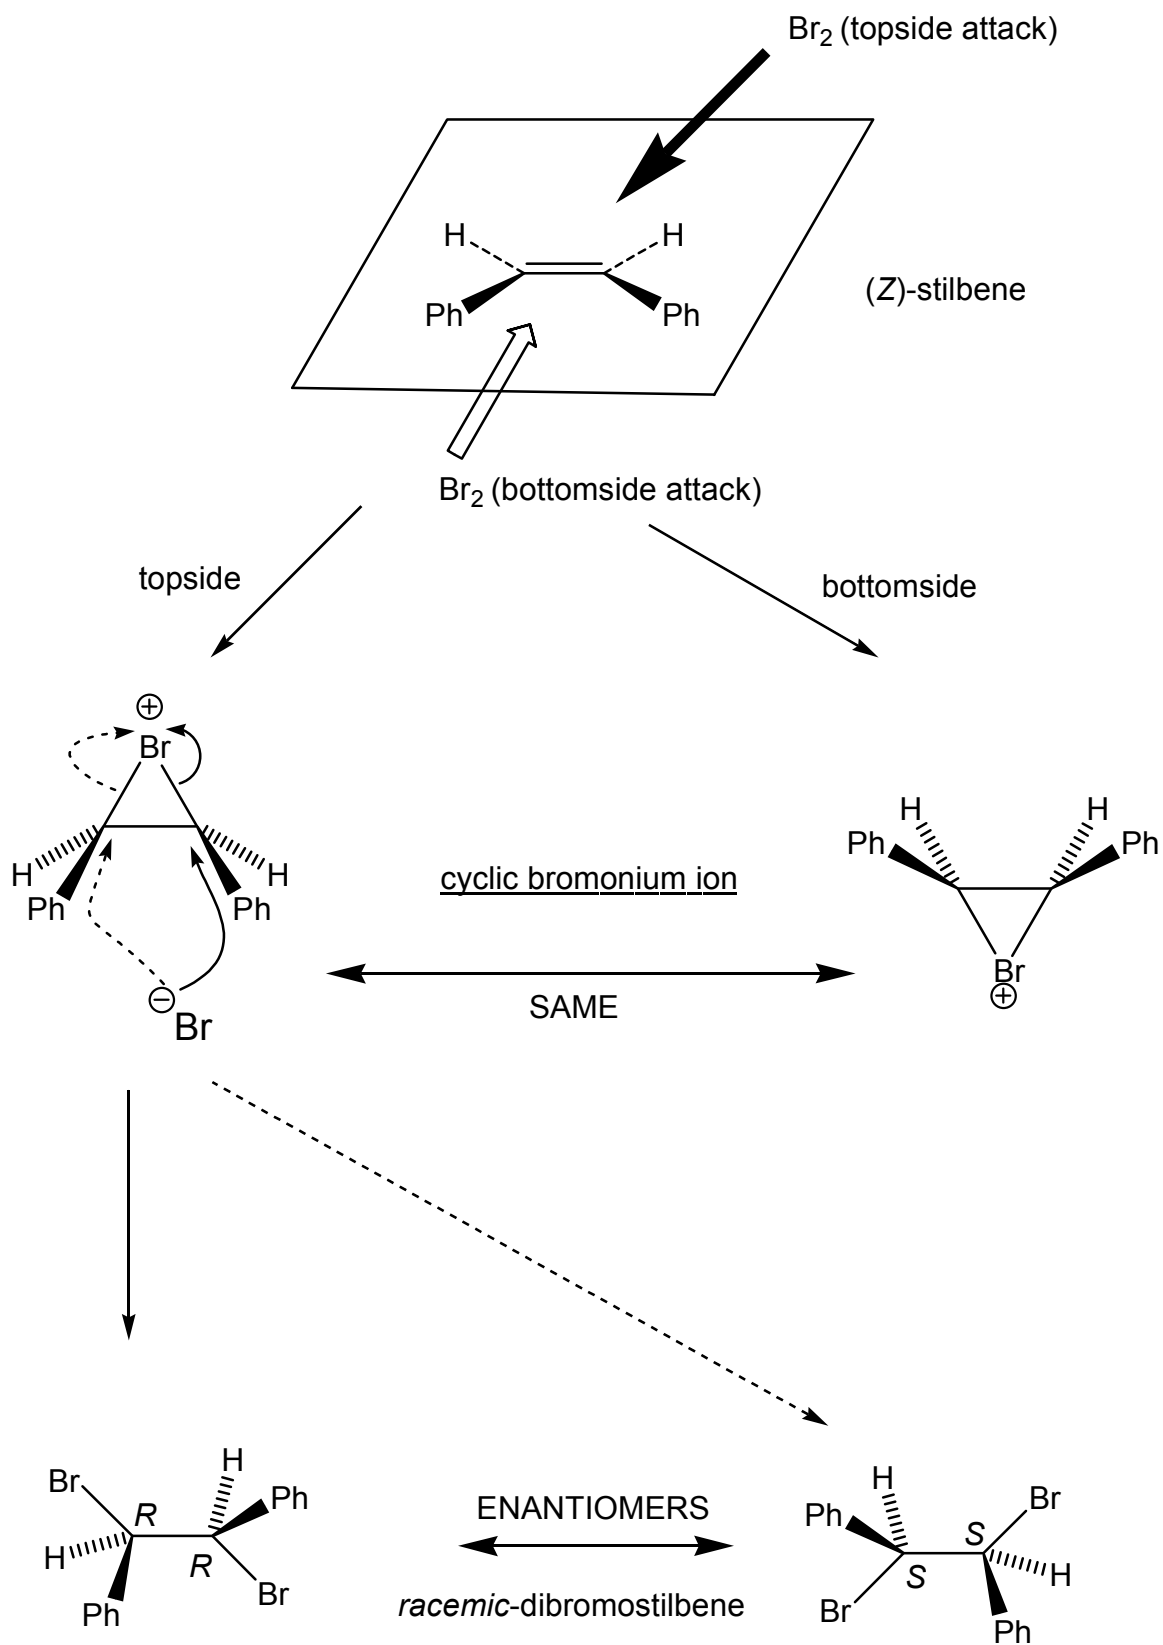 Br2 (topside attack)
H H
Ph Ph
(Z)-stilbene
Br2 (bottomside attack)
topside
bottomside
⊕
Br
H H
Ph Ph
⊖
Br
cyclic bromonium ion
SAME
H H
Ph Ph
Br
⊕
Br H
R Ph
H R
Ph Br
ENANTIOMERS
racemic-dibromostilbene
H Br
Ph S
S H
Br Ph